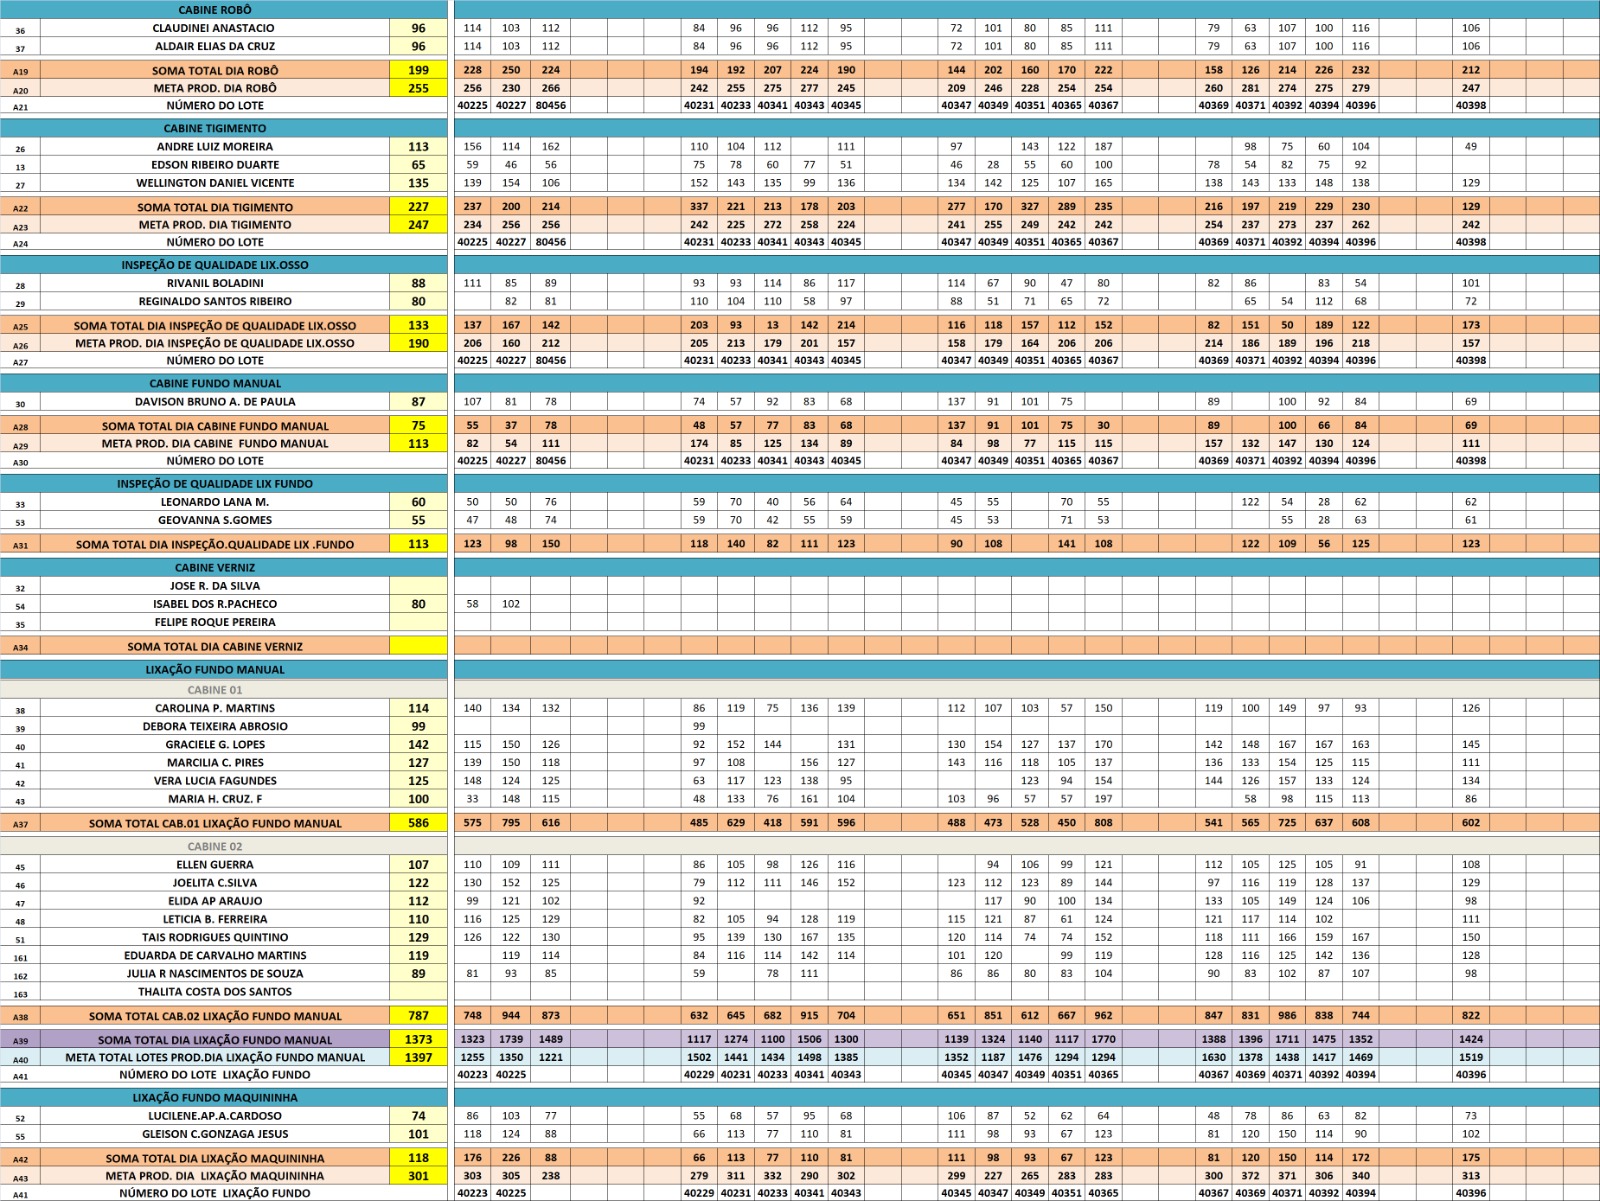 CABINE ROBÔ
36 CLAUDINEI ANASTACIO 96 114 103 112 84 96 96 112 95 72 101 80 85 111 79 63 107 100 116 106
37 ALDAIR ELIAS DA CRUZ 96 114 103 112 84 96 96 112 95 72 101 80 85 111 79 63 107 100 116 106
A19 SOMA TOTAL DIA ROBÔ 199 228 250 224 194 192 207 224 190 144 202 160 170 222 158 126 214 226 232 212
A20 META PROD. DIA ROBÔ 255 256 230 266 242 255 275 277 245 209 246 228 254 254 260 281 274 275 279 247
A21 NÚMERO DO LOTE 40225 40227 80456 40231 40233 40341 40343 40345 40347 40349 40351 40365 40367 40369 40371 40392 40394 40396 40398
CABINE TIGIMENTO
26 ANDRE LUIZ MOREIRA 113 156 114 162 110 104 112 111 97 143 122 187 98 75 60 104 49
13 EDSON RIBEIRO DUARTE 65 59 46 56 75 78 60 77 51 46 28 55 60 100 78 54 82 75 92
27 WELLINGTON DANIEL VICENTE 135 139 154 106 152 143 135 99 136 134 142 125 107 165 138 143 133 148 138 129
A22 SOMA TOTAL DIA TIGIMENTO 227 237 200 214 337 221 213 178 203 277 170 327 289 235 216 197 219 229 230 129
A23 META PROD. DIA TIGIMENTO 247 234 256 256 242 225 272 258 224 241 255 249 242 242 254 237 273 237 262 242
A24 NÚMERO DO LOTE 40225 40227 80456 40231 40233 40341 40343 40345 40347 40349 40351 40365 40367 40369 40371 40392 40394 40396 40398
INSPEÇÃO DE QUALIDADE LIX.OSSO
28 RIVANIL BOLADINI 88 111 85 89 93 93 114 86 117 114 67 90 47 80 82 86 83 54 101
29 REGINALDO SANTOS RIBEIRO 80 82 81 110 104 110 58 97 88 51 71 65 72 65 54 112 68 72
A25 SOMA TOTAL DIA INSPEÇÃO DE QUALIDADE LIX.OSSO 133 137 167 142 203 93 13 142 214 116 118 157 112 152 82 151 50 189 122 173
A26 META PROD. DIA INSPEÇÃO DE QUALIDADE LIX.OSSO 190 206 160 212 205 213 179 201 157 158 179 164 206 206 214 186 189 196 218 157
A27 NÚMERO DO LOTE 40225 40227 80456 40231 40233 40341 40343 40345 40347 40349 40351 40365 40367 40369 40371 40392 40394 40396 40398
CABINE FUNDO MANUAL
30 DAVISON BRUNO A. DE PAULA 87 107 81 78 74 57 92 83 68 137 91 101 75 89 100 92 84 69
A28 SOMA TOTAL DIA CABINE FUNDO MANUAL 75 55 37 78 48 57 77 83 68 137 91 101 75 30 89 100 66 84 69
A29 META PROD. DIA CABINE FUNDO MANUAL 113 82 54 111 174 85 125 134 89 84 98 77 115 115 157 132 147 130 124 111
A30 NÚMERO DO LOTE 40225 40227 80456 40231 40233 40341 40343 40345 40347 40349 40351 40365 40367 40369 40371 40392 40394 40396 40398
INSPEÇÃO DE QUALIDADE LIX FUNDO
33 LEONARDO LANA M. 60 50 50 76 59 70 40 56 64 45 55 70 55 122 54 28 62 62
53 GEOVANNA S.GOMES 55 47 48 74 59 70 42 55 59 45 53 71 53 55 28 63 61
A31 SOMA TOTAL DIA INSPEÇÃO.QUALIDADE LIX .FUNDO 113 123 98 150 118 140 82 111 123 90 108 141 108 122 109 56 125 123
CABINE VERNIZ
32 JOSE R. DA SILVA
54 ISABEL DOS R.PACHECO 80 58 102
35 FELIPE ROQUE PEREIRA
A34 SOMA TOTAL DIA CABINE VERNIZ
LIXAÇÃO FUNDO MANUAL
CABINE 01
38 CAROLINA P. MARTINS 114 140 134 132 86 119 75 136 139 112 107 103 57 150 119 100 149 97 93 126
39 DEBORA TEIXEIRA ABROSIO 99 99
40 GRACIELE G. LOPES 142 115 150 126 92 152 144 131 130 154 127 137 170 142 148 167 167 163 145
41 MARCILIA C. PIRES 127 139 150 118 97 108 156 127 143 116 118 105 137 136 133 154 125 115 111
42 VERA LUCIA FAGUNDES 125 148 124 125 63 117 123 138 95 123 94 154 144 126 157 133 124 134
43 MARIA H. CRUZ. F 100 33 148 115 48 133 76 161 104 103 96 57 57 197 58 98 115 113 86
A37 SOMA TOTAL CAB.01 LIXAÇÃO FUNDO MANUAL 586 575 795 616 485 629 418 591 596 488 473 528 450 808 541 565 725 637 608 602
CABINE 02
45 ELLEN GUERRA 107 110 109 111 86 105 98 126 116 94 106 99 121 112 105 125 105 91 108
46 JOELITA C.SILVA 122 130 152 125 79 112 111 146 152 123 112 123 89 144 97 116 119 128 137 129
47 ELIDA AP ARAUJO 112 99 121 102 92 117 90 100 134 133 105 149 124 106 98
48 LETICIA B. FERREIRA 110 116 125 129 82 105 94 128 119 115 121 87 61 124 121 117 114 102 111
51 TAIS RODRIGUES QUINTINO 129 126 122 130 95 139 130 167 135 120 114 74 74 152 118 111 166 159 167 150
161 EDUARDA DE CARVALHO MARTINS 119 119 114 84 116 114 142 114 101 120 99 119 128 116 125 142 136 128
162 JULIA R NASCIMENTOS DE SOUZA 89 81 93 85 59 78 111 86 86 80 83 104 90 83 102 87 107 98
163 THALITA COSTA DOS SANTOS
A38 SOMA TOTAL CAB.02 LIXAÇÃO FUNDO MANUAL 787 748 944 873 632 645 682 915 704 651 851 612 667 962 847 831 986 838 744 822
A39 SOMA TOTAL DIA LIXAÇÃO FUNDO MANUAL 1373 1323 1739 1489 1117 1274 1100 1506 1300 1139 1324 1140 1117 1770 1388 1396 1711 1475 1352 1424
A40 META TOTAL LOTES PROD.DIA LIXAÇÃO FUNDO MANUAL 1397 1255 1350 1221 1502 1441 1434 1498 1385 1352 1187 1476 1294 1294 1630 1378 1438 1417 1469 1519
A41 NÚMERO DO LOTE LIXAÇÃO FUNDO 40223 40225 40229 40231 40233 40341 40343 40345 40347 40349 40351 40365 40367 40369 40371 40392 40394 40396
LIXAÇÃO FUNDO MAQUININHA
52 LUCILENE.AP.A.CARDOSO 74 86 103 77 55 68 57 95 68 106 87 52 62 64 48 78 86 63 82 73
55 GLEISON C.GONZAGA JESUS 101 118 124 88 66 113 77 110 81 111 98 93 67 123 81 120 150 114 90 102
A42 SOMA TOTAL DIA LIXAÇÃO MAQUININHA 118 176 226 88 66 113 77 110 81 111 98 93 67 123 81 120 150 114 172 175
A43 META PROD. DIA LIXAÇÃO MAQUININHA 301 303 305 238 279 311 332 290 302 299 227 265 283 283 300 372 371 306 340 313
A41 NÚMERO DO LOTE LIXAÇÃO FUNDO 40223 40225 40229 40231 40233 40341 40343 40345 40347 40349 40351 40365 40367 40369 40371 40392 40394 40396